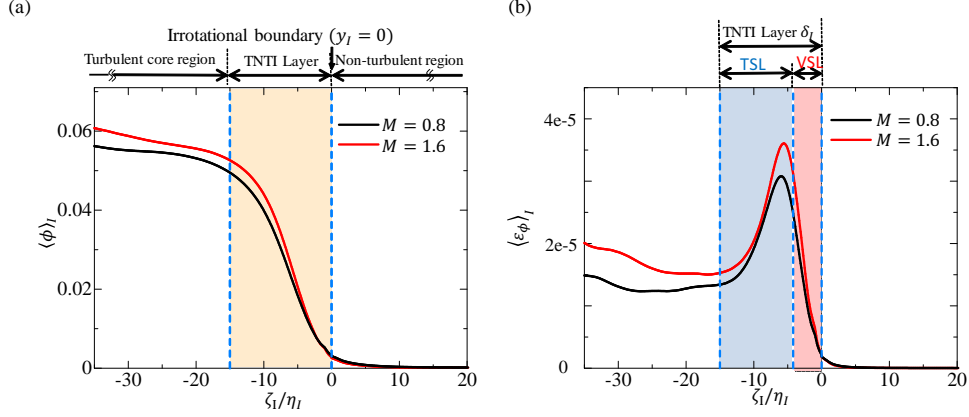 (a)
Irrotational boundary (y_I = 0)
Turbulent core region
TNTI Layer
Non-turbulent region
M = 0.8
M = 1.6
0.06
0.04
0.02
0
⟨ϕ⟩_I
-30
-20
-10
0
10
20
ζ_I/η_I
(b)
TNTI Layer δ_I
TSL
VSL
M = 0.8
M = 1.6
4e-5
2e-5
0
⟨ε_ϕ⟩_I
-30
-20
-10
0
10
20
ζ_I/η_I